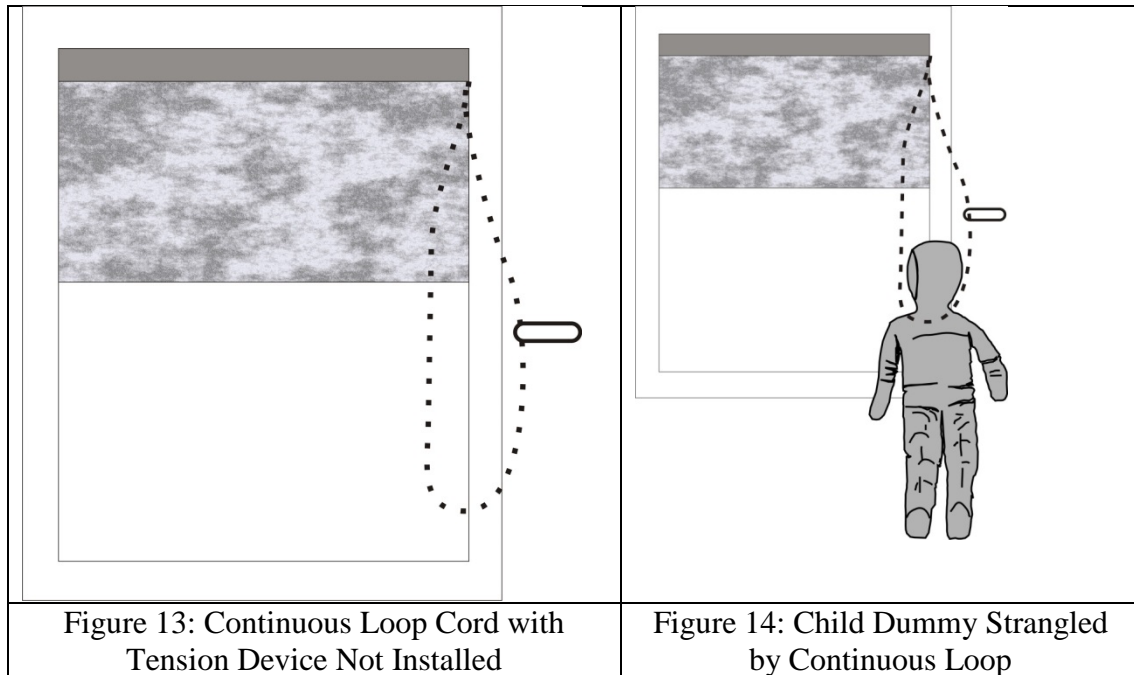 Figure 13: Continuous Loop Cord with
Tension Device Not Installed
Figure 14: Child Dummy Strangled
by Continuous Loop